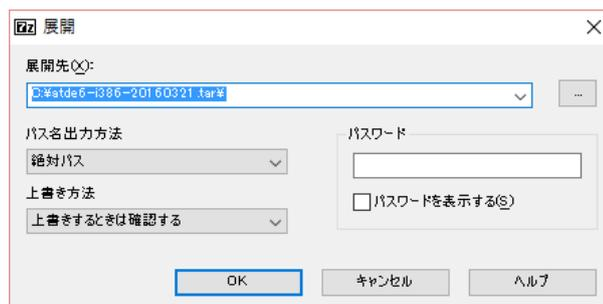 7z 展開
展開先(X):
C:¥atde6-i386-20160321.tar¥
...
パス名出力方法
絶対パス
上書き方法
上書きするときは確認する
パスワード
パスワードを表示する(S)
OK
キャンセル
ヘルプ